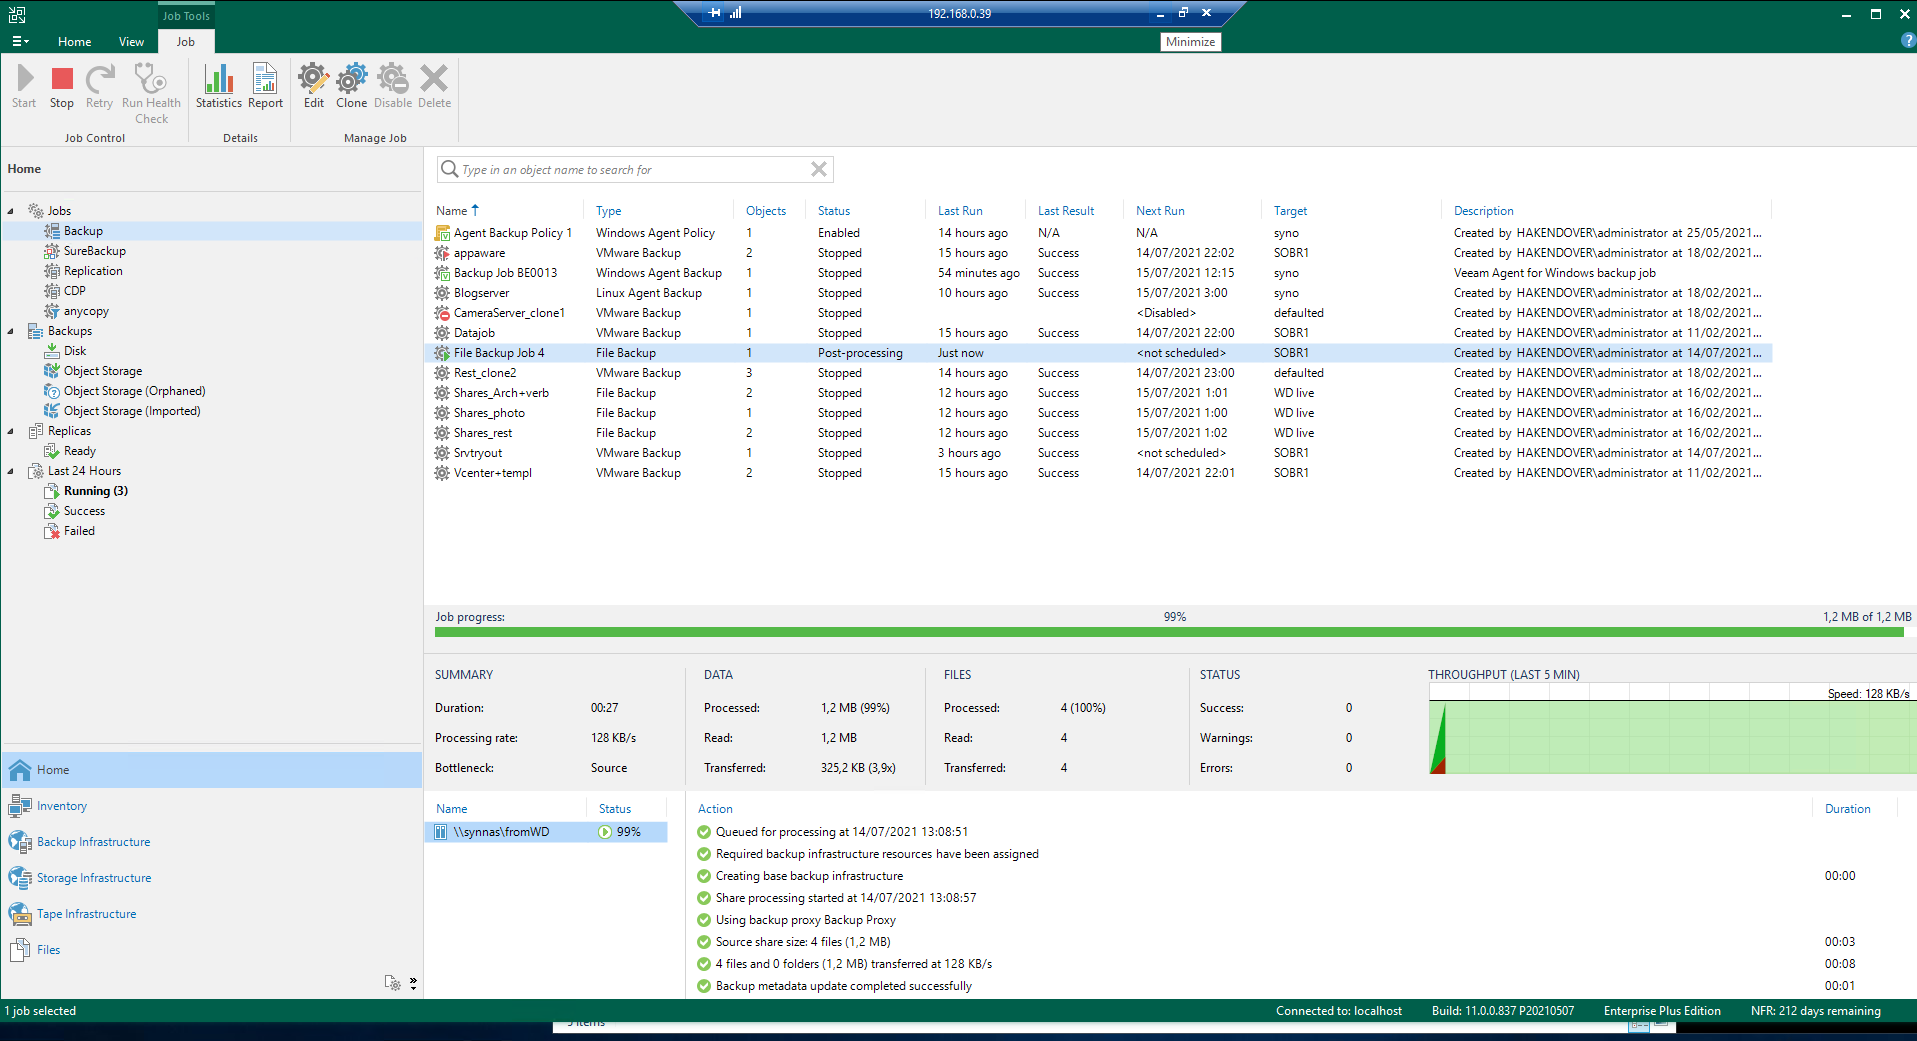 192.168.0.39
Minimize
Job Tools
Home View Job
Start Stop Retry Run Health Check Statistics Report Edit Clone Disable Delete
Job Control Details Manage Job
Home
Jobs
Backup
SureBackup
Replication
CDP
anycopy
Backups
Disk
Object Storage
Object Storage (Orphaned)
Object Storage (Imported)
Replicas
Ready
Last 24 Hours
Running (3)
Success
Failed
Home
Inventory
Backup Infrastructure
Storage Infrastructure
Tape Infrastructure
Files
Type in an object name to search for
Name Type Objects Status Last Run Last Result Next Run Target Description
Agent Backup Policy 1 Windows Agent Policy 1 Enabled 14 hours ago N/A N/A syno Created by HAKENDOVER\administrator at 25/05/2021...
appaware VMware Backup 2 Stopped 15 hours ago Success 14/07/2021 22:02 SOBR1 Created by HAKENDOVER\administrator at 18/02/2021...
Backup Job BE0013 Windows Agent Backup 1 Stopped 54 minutes ago Success 15/07/2021 12:15 syno Veeam Agent for Windows backup job
Blogserver Linux Agent Backup 1 Stopped 10 hours ago Success 15/07/2021 3:00 syno Created by HAKENDOVER\administrator at 18/02/2021...
CameraServer_clone1 VMware Backup 1 Stopped <Disabled> defaulted Created by HAKENDOVER\administrator at 18/02/2021...
Datajob VMware Backup 1 Stopped 15 hours ago Success 14/07/2021 22:00 SOBR1 Created by HAKENDOVER\administrator at 11/02/2021...
File Backup Job 4 File Backup 1 Post-processing Just now <not scheduled> SOBR1 Created by HAKENDOVER\administrator at 14/07/2021...
Rest_clone2 VMware Backup 3 Stopped 14 hours ago Success 14/07/2021 23:00 defaulted Created by HAKENDOVER\administrator at 18/02/2021...
Shares_Arch+verb File Backup 2 Stopped 12 hours ago Success 15/07/2021 1:01 WD live Created by HAKENDOVER\administrator at 16/02/2021...
Shares_photo File Backup 1 Stopped 12 hours ago Success 15/07/2021 1:00 WD live Created by HAKENDOVER\administrator at 16/02/2021...
Shares_rest File Backup 2 Stopped 12 hours ago Success 15/07/2021 1:02 WD live Created by HAKENDOVER\administrator at 16/02/2021...
Srvtryout VMware Backup 1 Stopped 3 hours ago Success <not scheduled> SOBR1 Created by HAKENDOVER\administrator at 14/07/2021...
Vcenter+templ VMware Backup 2 Stopped 15 hours ago Success 14/07/2021 22:01 SOBR1 Created by HAKENDOVER\administrator at 11/02/2021...
Job progress: 99% 1,2 MB of 1,2 MB
SUMMARY DATA FILES STATUS THROUGHPUT (LAST 5 MIN)
Speed: 128 KB/s
Duration: 00:27 Processed: 1,2 MB (99%) Processed: 4 (100%) Success: 0
Processing rate: 128 KB/s Read: 1,2 MB Read: 4 Warnings: 0
Bottleneck: Source Transferred: 325,2 KB (3,9x) Transferred: 4 Errors: 0
Name Status Action Duration
\\synnas\fromWD 99% Queued for processing at 14/07/2021 13:08:51
Required backup infrastructure resources have been assigned
Creating base backup infrastructure 00:00
Share processing started at 14/07/2021 13:08:57
Using backup proxy Backup Proxy
Source share size: 4 files (1,2 MB) 00:03
4 files and 0 folders (1,2 MB) transferred at 128 KB/s 00:08
Backup metadata update completed successfully 00:01
1 job selected Connected to: localhost Build: 11.0.0.837 P20210507 Enterprise Plus Edition NFR: 212 days remaining
items